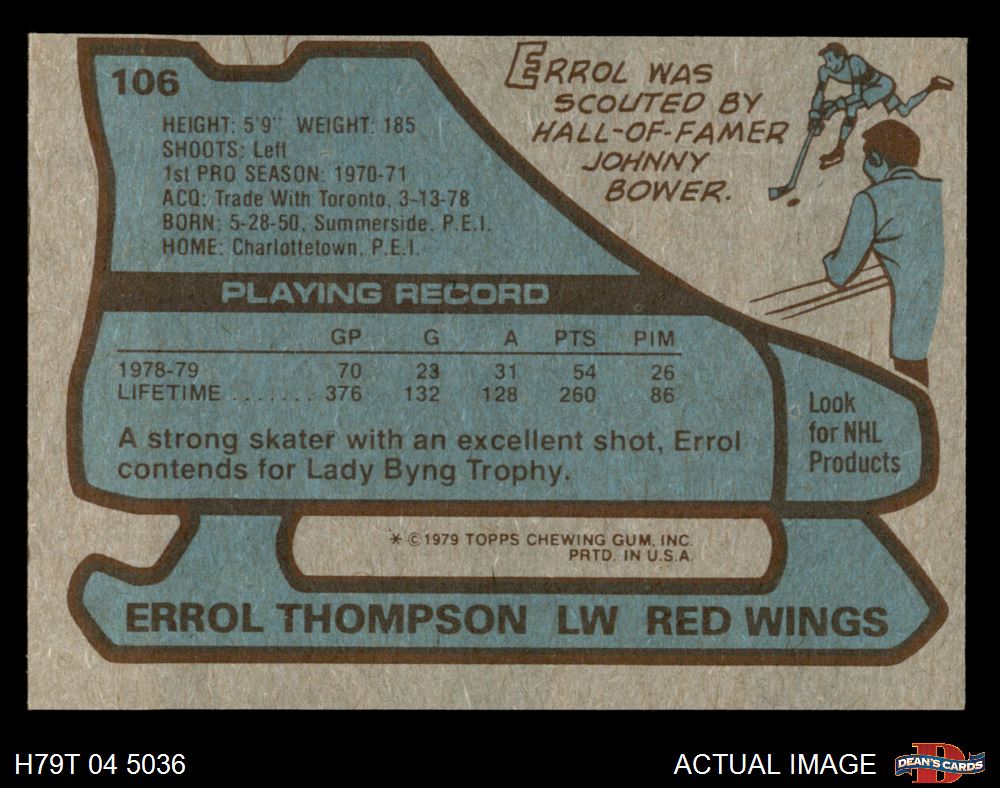 106
ERROL WAS
SCOUTED BY
HALL-OF-FAMER
JOHNNY
BOWER.
HEIGHT: 5'9" WEIGHT: 185
SHOOTS: Left
1st PRO SEASON: 1970-71
ACQ: Trade With Toronto, 3-13-78
BORN: 5-28-50, Summerside, P.E.I.
HOME: Charlottetown, P.E.I.
PLAYING RECORD
GP G A PTS PIM
1978-79 70 23 31 54 26
LIFETIME ....... 376 132 128 260 86
A strong skater with an excellent shot, Errol
contends for Lady Byng Trophy.
Look
for NHL
Products
* ©1979 TOPPS CHEWING GUM, INC.
PRTD. IN U.S.A.
ERROL THOMPSON LW RED WINGS
H79T 04 5036
ACTUAL IMAGE
D
DEAN'S CARDS